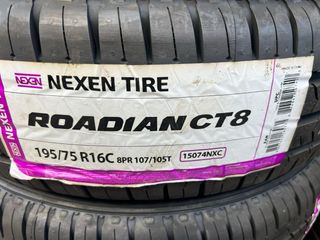 NEXEN NEXEN TIRE
ROADIAN CT8
195/75 R16C 8PR 107/105T 15074NXC
NEXEN